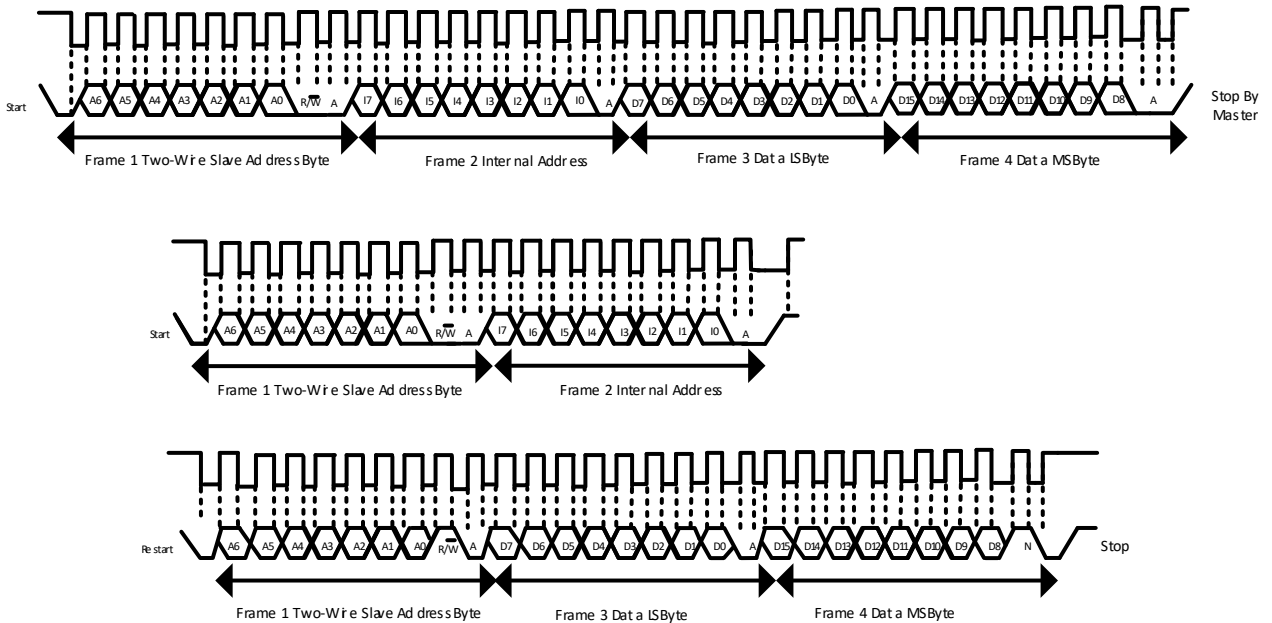 Start A6 A5 A4 A3 A2 A1 A0 R/W A I7 I6 I5 I4 I3 I2 I1 I0 A D7 D6 D5 D4 D3 D2 D1 D0 A D15 D14 D13 D12 D11 D10 D9 D8 A Stop By
Master
Frame 1 Two-Wire Slave Address Byte Frame 2 Internal Address Frame 3 Data LSByte Frame 4 Data MSByte
Start A6 A5 A4 A3 A2 A1 A0 R/W A I7 I6 I5 I4 I3 I2 I1 I0 A
Frame 1 Two-Wire Slave Address Byte Frame 2 Internal Address
Restart A6 A5 A4 A3 A2 A1 A0 R/W A D7 D6 D5 D4 D3 D2 D1 D0 A D15 D14 D13 D12 D11 D10 D9 D8 N Stop
Frame 1 Two-Wire Slave Address Byte Frame 3 Data LSByte Frame 4 Data MSByte